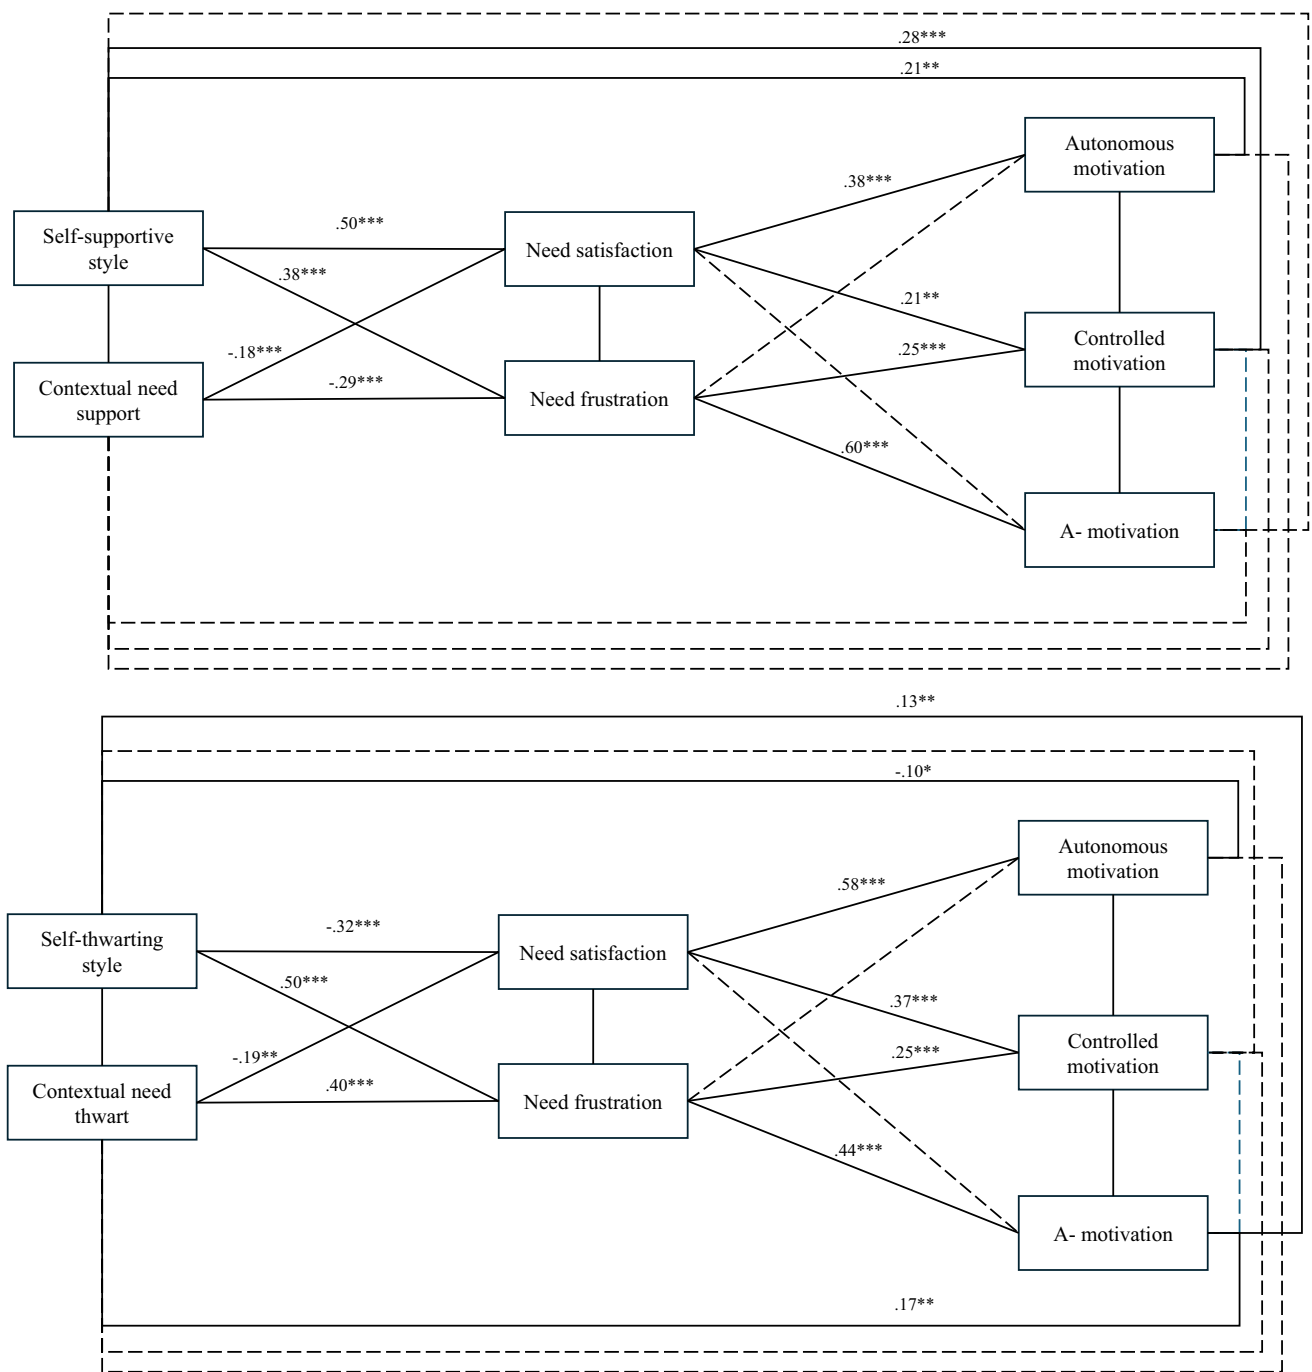 .28***
.21**
Autonomous
motivation
.38***
Self-supportive
style
.50***
Need satisfaction
.38***
.21**
Controlled
motivation
-.18***
.25***
Contextual need
support
-.29***
Need frustration
.60***
A- motivation
.13**
-.10*
Autonomous
motivation
.58***
Self-thwarting
style
-.32***
Need satisfaction
.50***
.37***
Controlled
motivation
-.19**
.25***
Contextual need
thwart
.40***
Need frustration
.44***
A- motivation
.17**